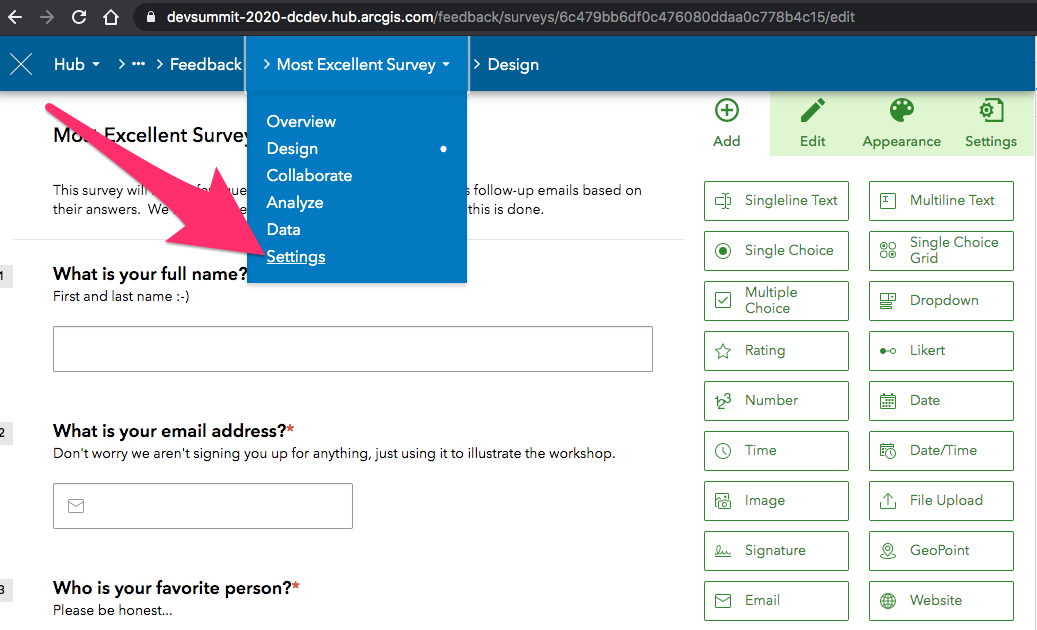 devsummit-2020-dcdev.hub.arcgis.com/feedback/surveys/6c479bb6df0c476080ddaa0c778b4c15/edit
Hub > ··· > Feedback > Most Excellent Survey > Design
Overview
Design
Collaborate
Analyze
Data
Settings
Add
Edit
Appearance
Settings
Most Excellent Survey
This survey will follow-up emails based on
their answers. We this is done.
1
What is your full name?
First and last name :-)
2
What is your email address?*
Don't worry we aren't signing you up for anything, just using it to illustrate the workshop.
3
Who is your favorite person?*
Please be honest...
Singleline Text
Multiline Text
Single Choice
Single Choice
Grid
Multiple
Choice
Dropdown
Rating
Likert
Number
Date
Time
Date/Time
Image
File Upload
Signature
GeoPoint
Email
Website